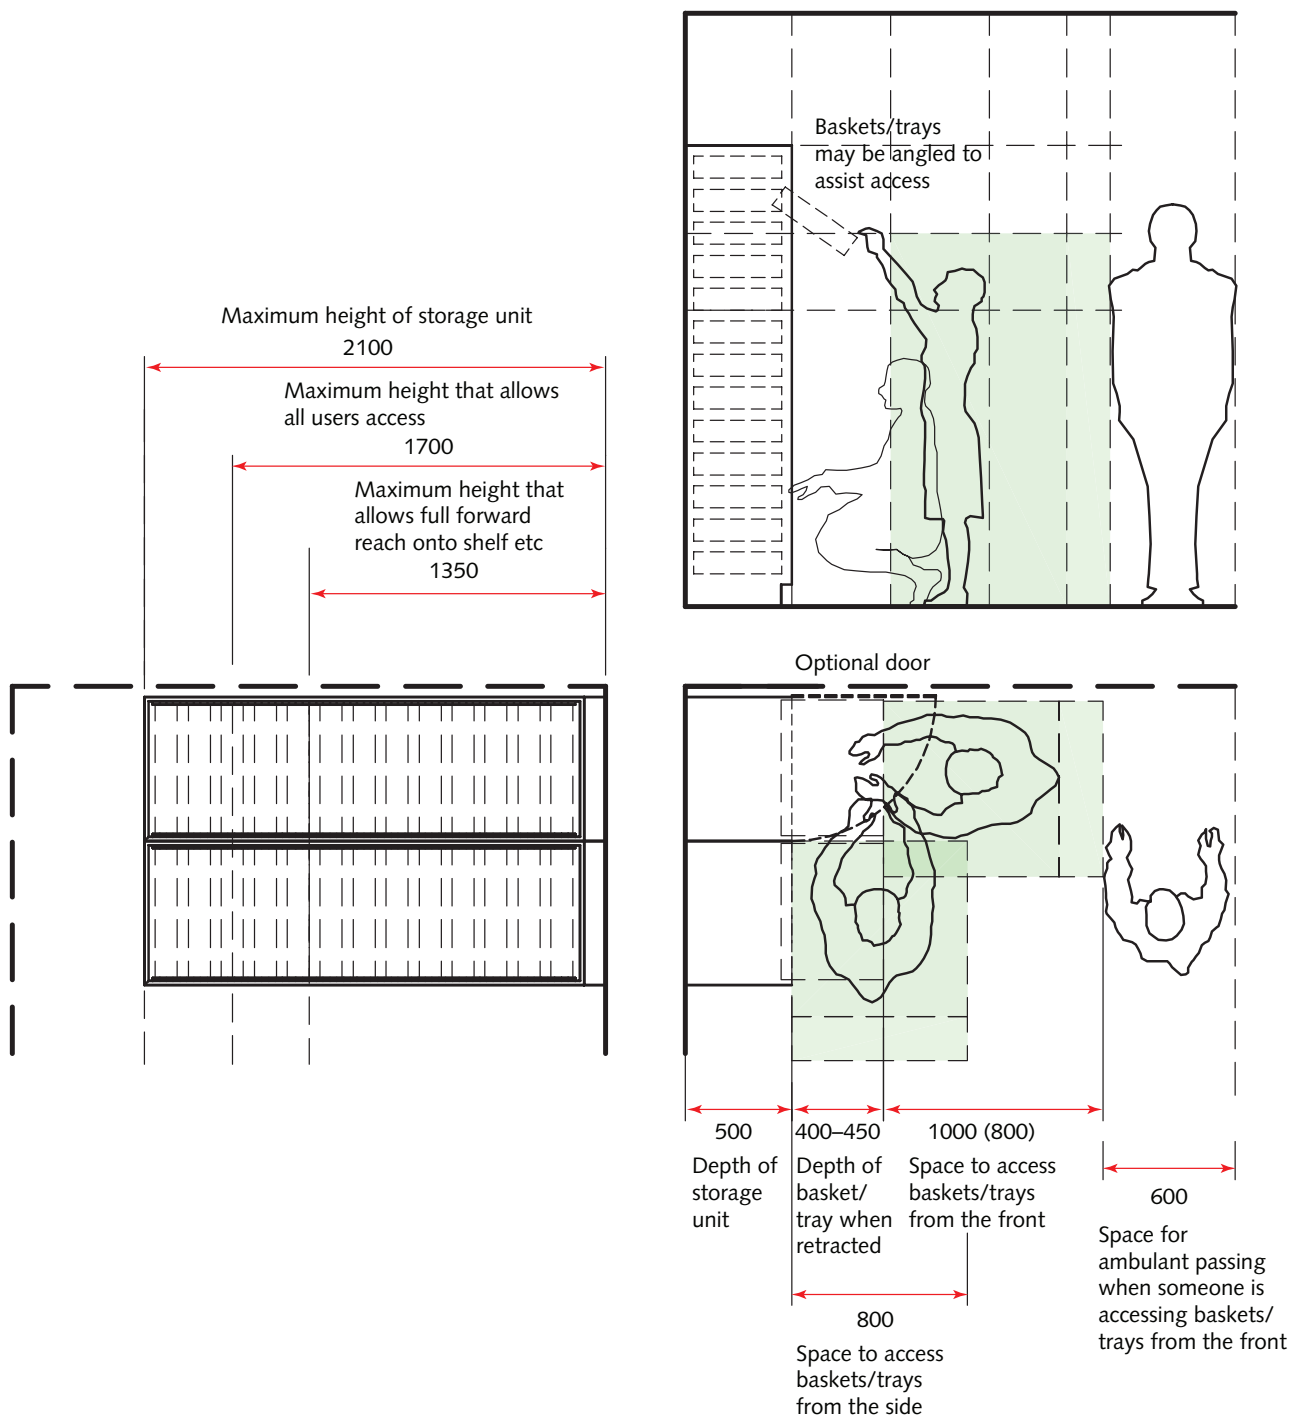 Baskets/trays
may be angled to
assist access
Maximum height of storage unit
2100
Maximum height that allows
all users access
1700
Maximum height that
allows full forward
reach onto shelf etc
1350
Optional door
500
Depth of
storage
unit
400–450
Depth of
basket/
tray when
retracted
1000 (800)
Space to access
baskets/trays
from the front
600
Space for
ambulant passing
when someone is
accessing baskets/
trays from the front
800
Space to access
baskets/trays
from the side